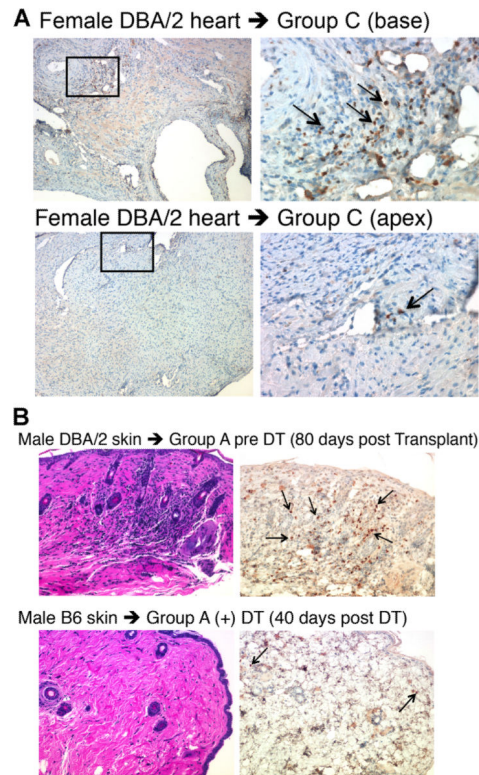 A Female DBA/2 heart ➔ Group C (base)
Female DBA/2 heart ➔ Group C (apex)
B
Male DBA/2 skin ➔ Group A pre DT (80 days post Transplant)
Male B6 skin ➔ Group A (+) DT (40 days post DT)